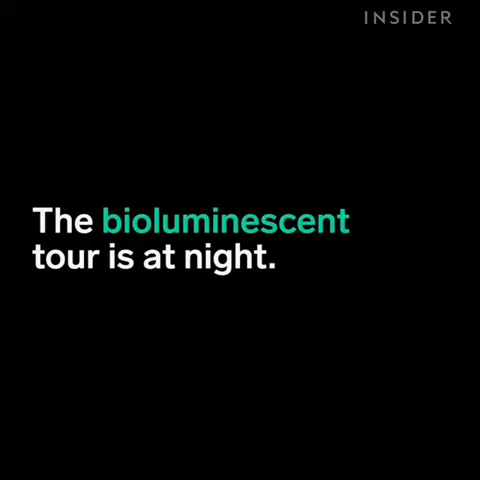 INSIDER
The bioluminescent
tour is at night.